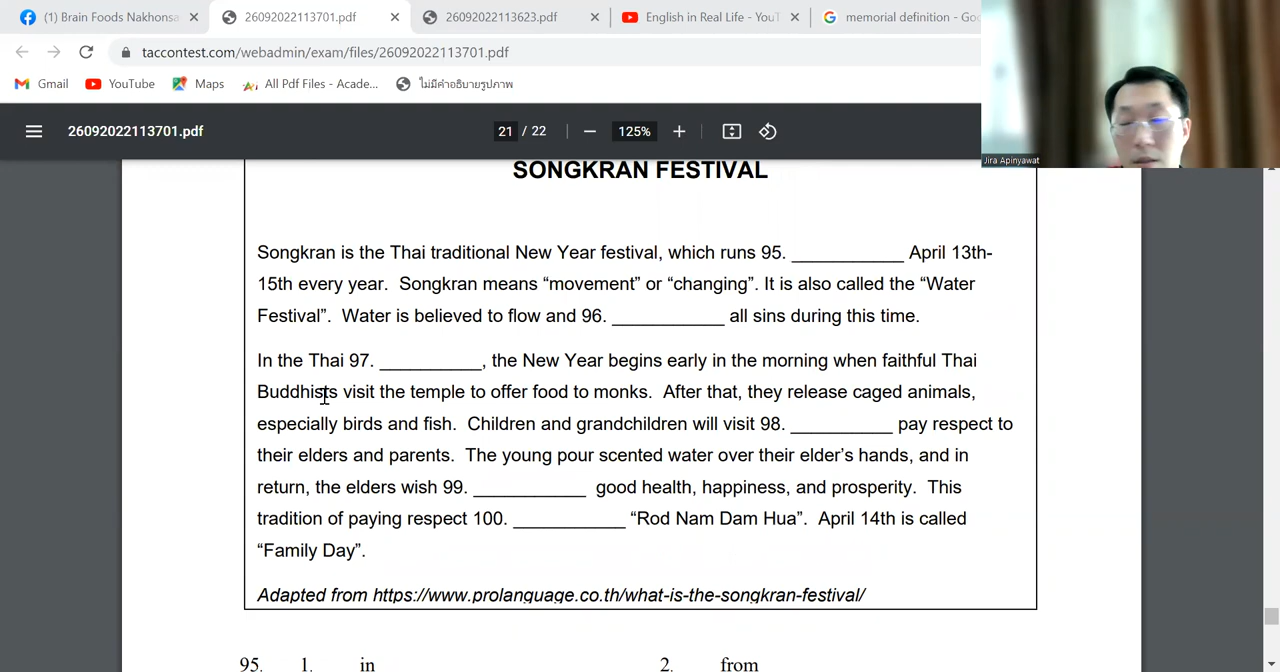 (1) Brain Foods Nakhonsa
26092022113701.pdf
26092022113623.pdf
English in Real Life - YouT
memorial definition - Goo
taccontest.com/webadmin/exam/files/26092022113701.pdf
Gmail
YouTube
Maps
All Pdf Files - Acade...
ไม่มีคำอธิบายรูปภาพ
26092022113701.pdf
21 / 22
125%
Jira Apinyawat
SONGKRAN FESTIVAL
Songkran is the Thai traditional New Year festival, which runs 95. ___________ April 13th-
15th every year. Songkran means “movement” or “changing”. It is also called the “Water
Festival”. Water is believed to flow and 96. ___________ all sins during this time.
In the Thai 97. __________, the New Year begins early in the morning when faithful Thai
Buddhists visit the temple to offer food to monks. After that, they release caged animals,
especially birds and fish. Children and grandchildren will visit 98. __________ pay respect to
their elders and parents. The young pour scented water over their elder’s hands, and in
return, the elders wish 99. ___________ good health, happiness, and prosperity. This
tradition of paying respect 100. ___________ “Rod Nam Dam Hua”. April 14th is called
“Family Day”.
Adapted from https://www.prolanguage.co.th/what-is-the-songkran-festival/
95. 1. in 2. from